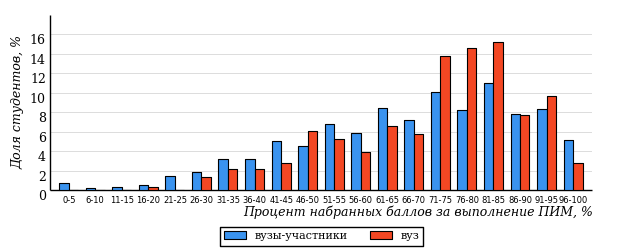 Доля студентов, %
16
14
12
10
8
6
4
2
0
0-5 6-10 11-15 16-20 21-25 26-30 31-35 36-40 41-45 46-50 51-55 56-60 61-65 66-70 71-75 76-80 81-85 86-90 91-95 96-100
Процент набранных баллов за выполнение ПИМ, %
вузы-участники вуз